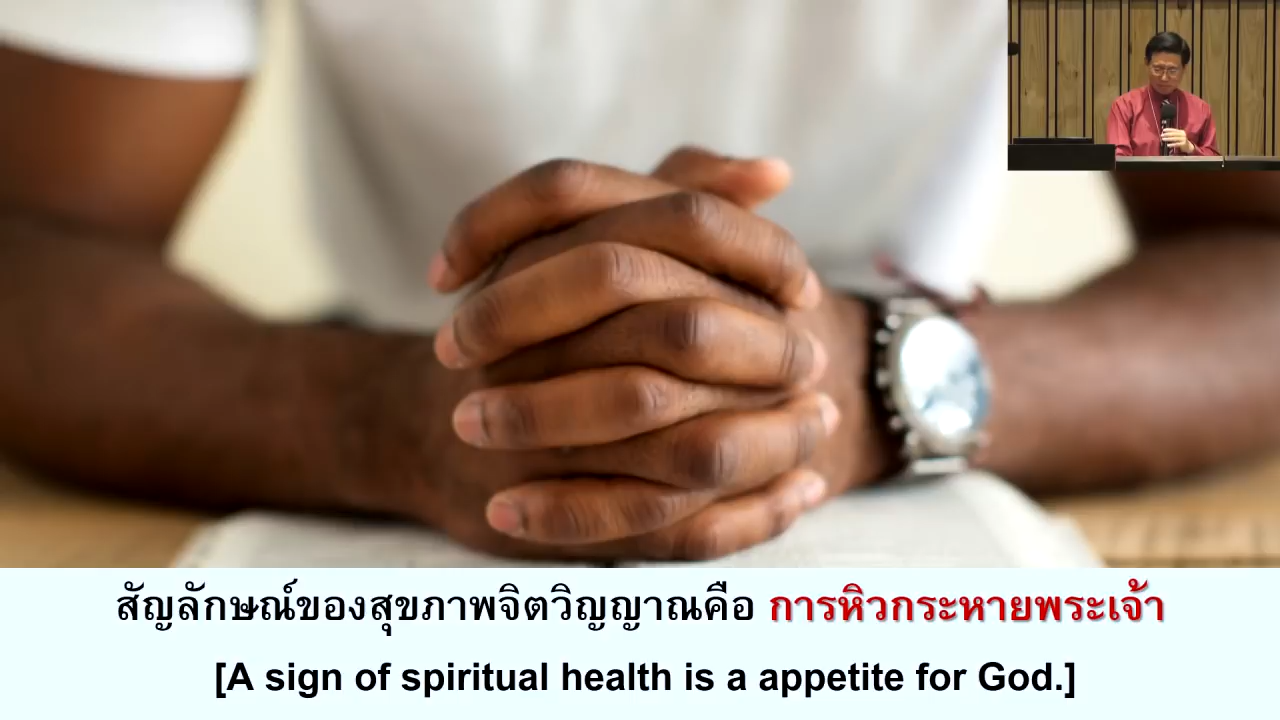 สัญลักษณ์ของสุขภาพจิตวิญญาณคือ การหิวกระหายพระเจ้า
[A sign of spiritual health is a appetite for God.]